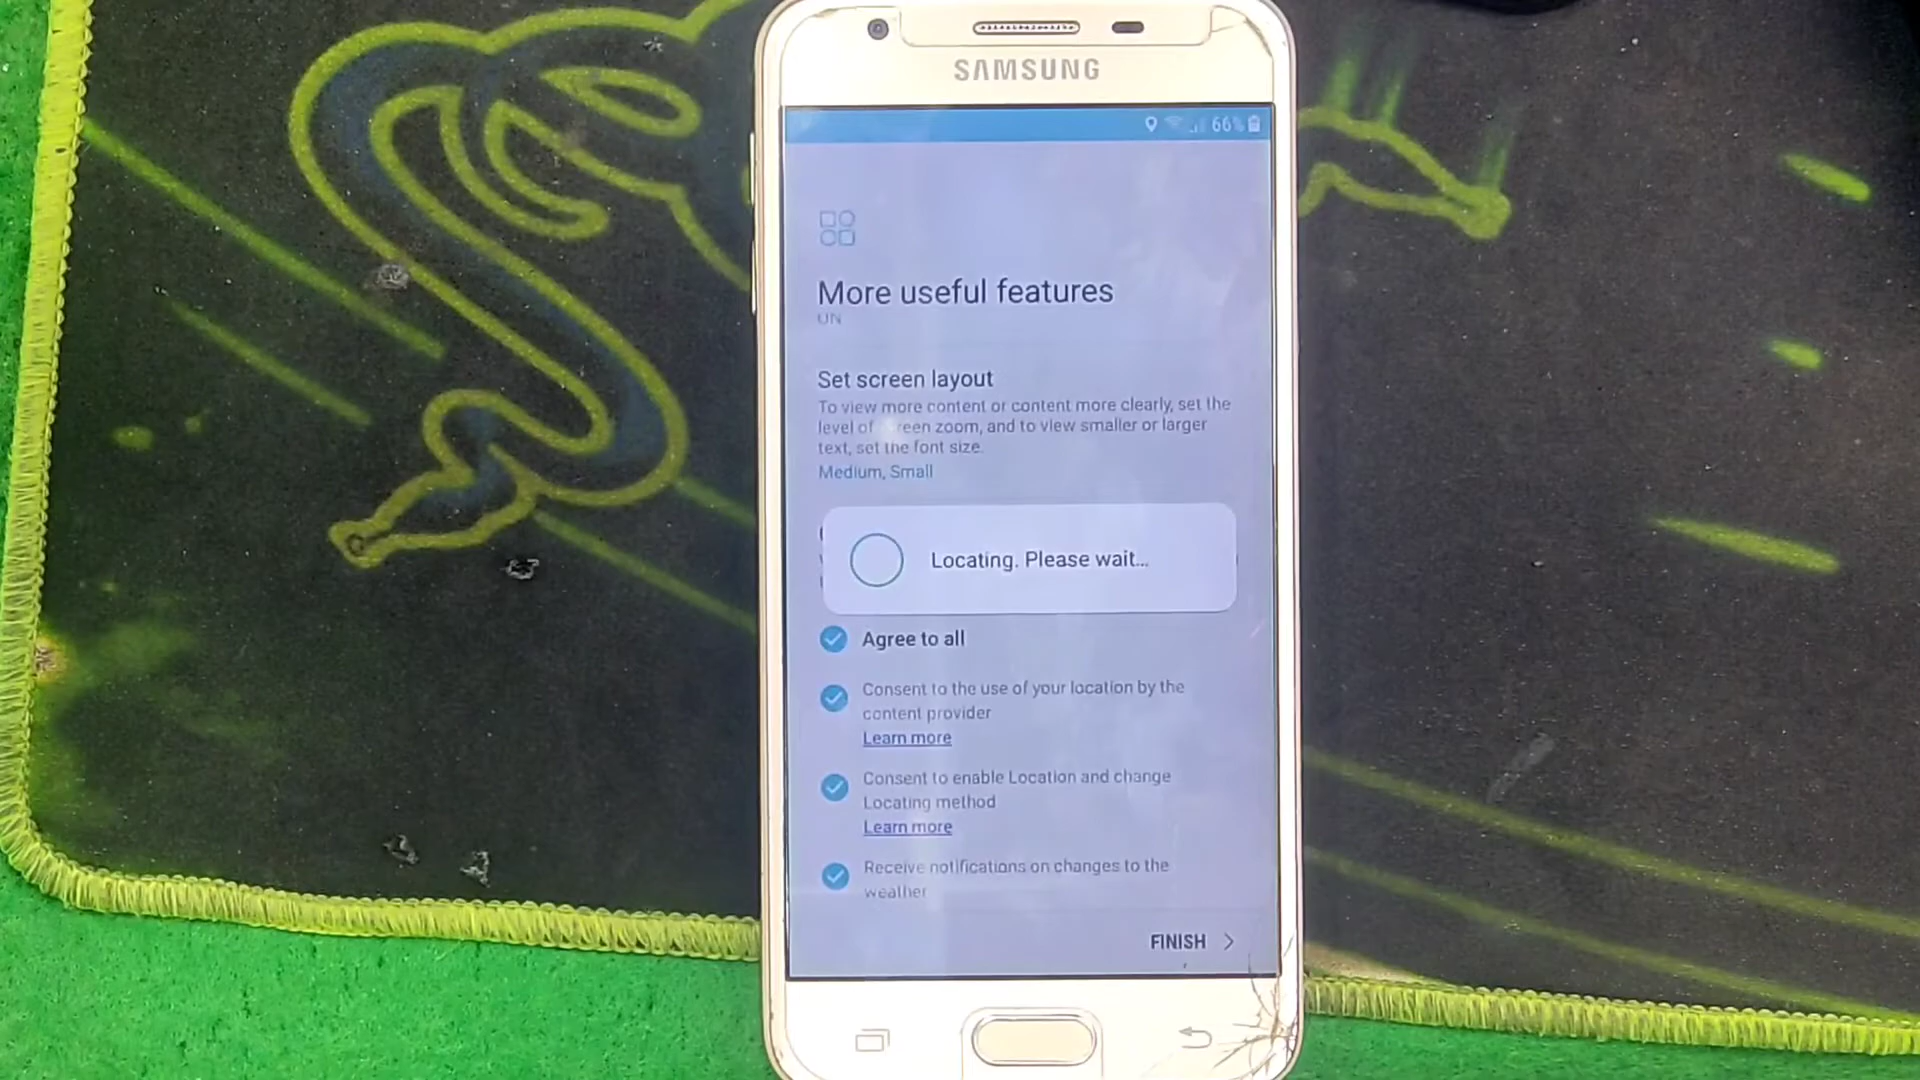 SAMSUNG
66%
More useful features
ON
Set screen layout
To view more content or content more clearly, set the
level of screen zoom, and to view smaller or larger
text, set the font size.
Medium, Small
Locating. Please wait...
Agree to all
Consent to the use of your location by the
content provider
Learn more
Consent to enable Location and change
Locating method
Learn more
Receive notifications on changes to the
weather
FINISH